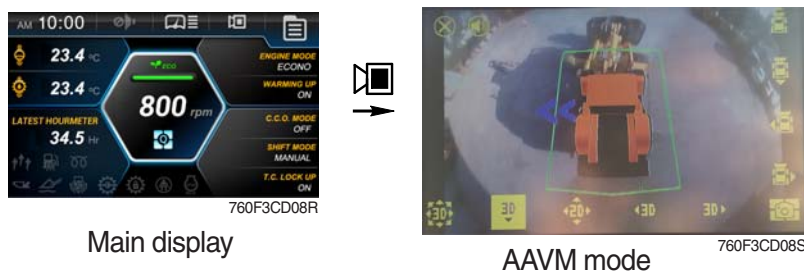 AM 10:00
ECO
23.4 ℃
23.4 ℃
800 rpm
LATEST HOURMETER
34.5 Hr
ENGINE MODE
ECONO
WARMING UP
ON
C.C.O. MODE
OFF
SHIFT MODE
MANUAL
T.C. LOCK UP
ON
760F3CD08R
Main display
3D
3D
2D
3D
3D
760F3CD08S
AAVM mode